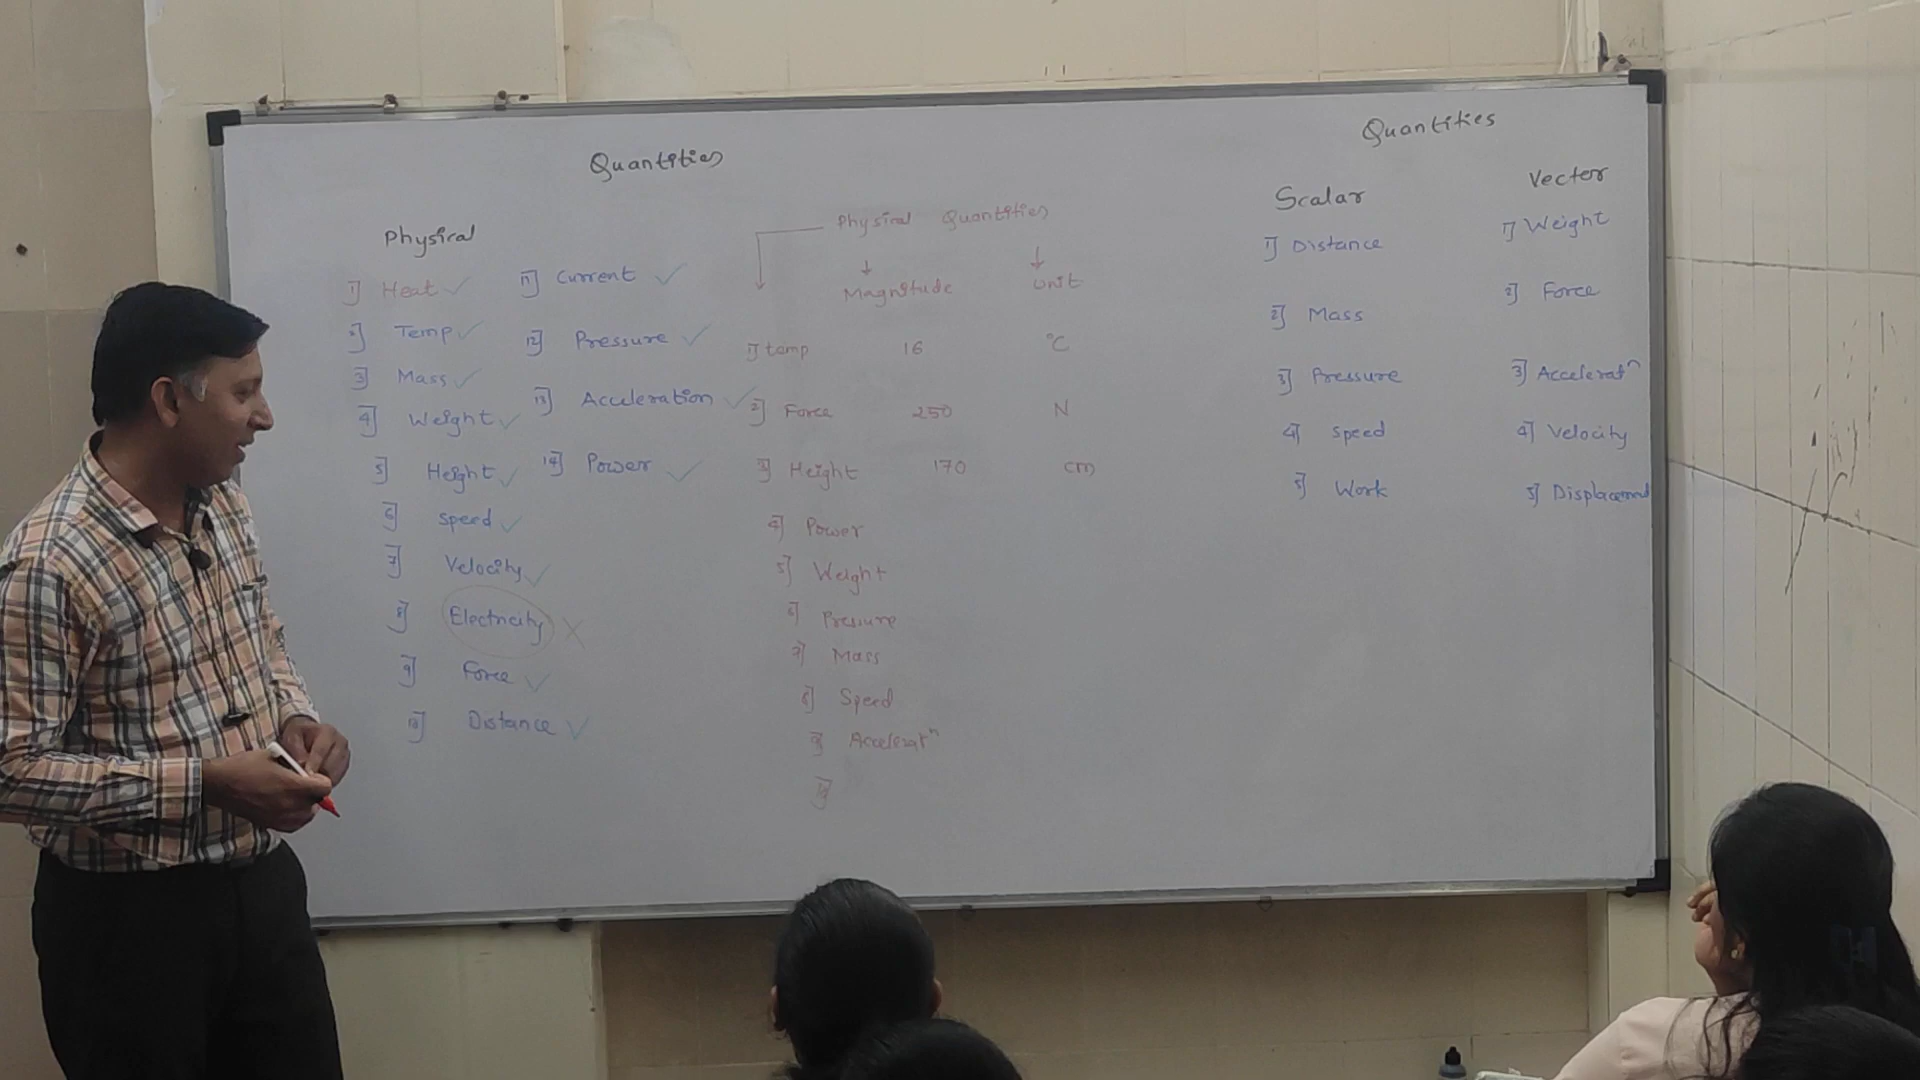 Quantities
Physical
1] Heat ✓
2] Temp ✓
3] Mass ✓
4] Weight ✓
5] Height ✓
6] Speed ✓
7] Velocity ✓
8] Electricity ✗
9] Force ✓
10] Distance ✓
11] Current ✓
12] Pressure ✓
13] Acceleration ✓
14] Power ✓
Physical Quantities
Magnitude unit
1] temp 16 °C
2] Force 250 N
3] Height 170 cm
4] Power
5] Weight
6] Pressure
7] Mass
8] Speed
9] Acceleratⁿ
10]
Quantities
Scalar
1] Distance
2] Mass
3] Pressure
4] Speed
5] Work
Vector
1] Weight
2] Force
3] Acceleratⁿ
4] Velocity
5] Displacement